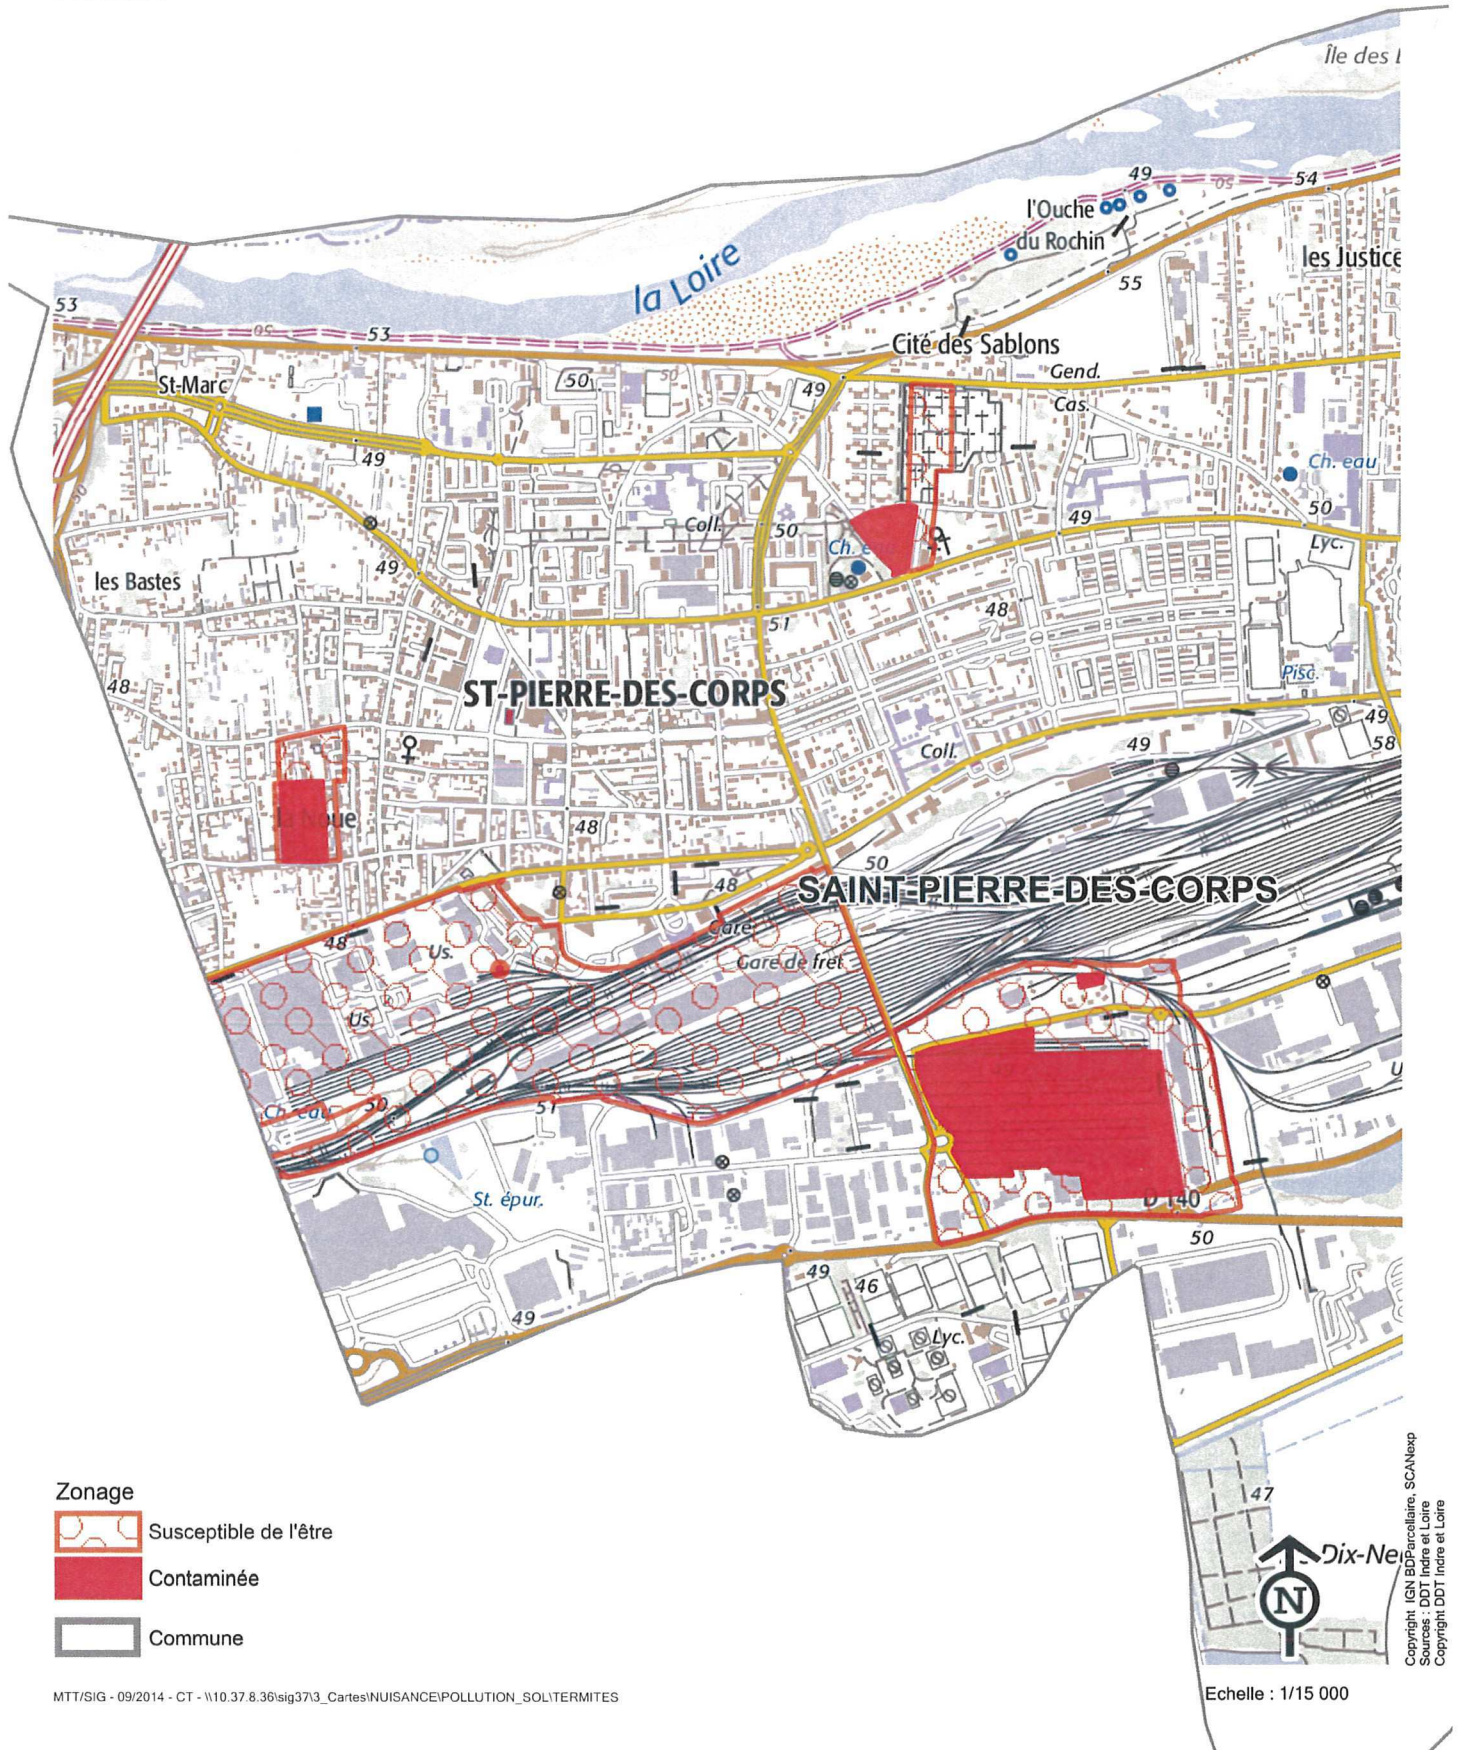 Île des
49
50
54
l'Ouche
du Rochin
les Justice
55
la Loire
53
50
53
Cité des Sablons
St-Marc
50
50
49
Gend.
Cas.
49
Ch. eau
50
50
Coll.
50
49
Lyc.
Ch. e
les Bastes
49
48
51
48
ST-PIERRE-DES-CORPS
Pisc.
49
Coll.
49
58
la Noue
48
50
48
SAINT-PIERRE-DES-CORPS
Gare
48
Us.
Gare de fret
Us.
Ch. eau
50
51
St. épur.
D 140
50
49
46
49
Lyc.
47
Dix-Ne
Zonage
Susceptible de l'être
Contaminée
Commune
N
Copyright IGN BDParcellaire, SCANexp
Sources : DDT Indre et Loire
Copyright DDT Indre et Loire
MTT/SIG - 09/2014 - CT - \\10.37.8.36\sig37\3_Cartes\NUISANCE\POLLUTION_SOL\TERMITES
Echelle : 1/15 000